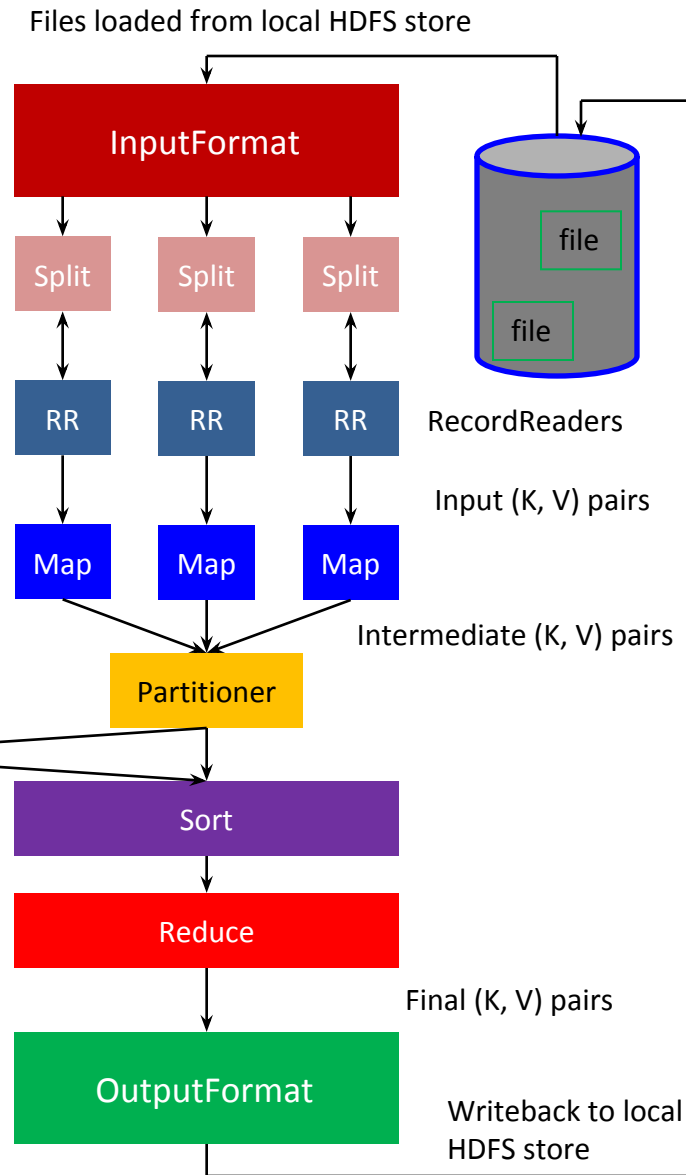 Files loaded from local HDFS store
InputFormat
file
Split Split Split
file
RR RR RR RecordReaders
Input (K, V) pairs
Map Map Map
Intermediate (K, V) pairs
Partitioner
Sort
Reduce
Final (K, V) pairs
OutputFormat
Writeback to local
HDFS store